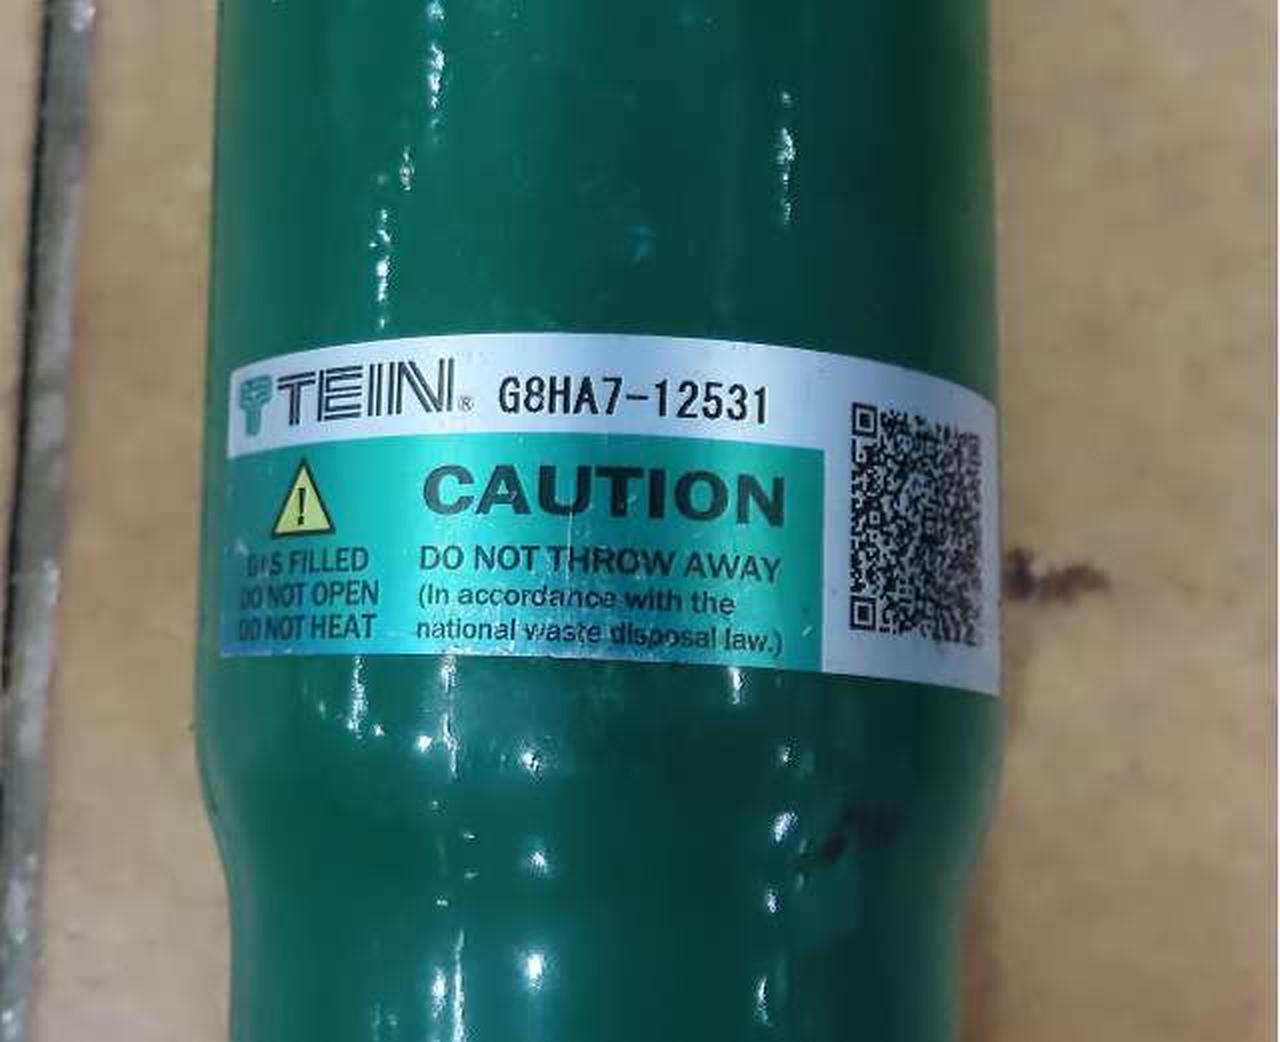 TEIN® G8HA7-12531
CAUTION
GAS FILLED
DO NOT OPEN
DO NOT HEAT
DO NOT THROW AWAY
(In accordance with the
national waste disposal law.)